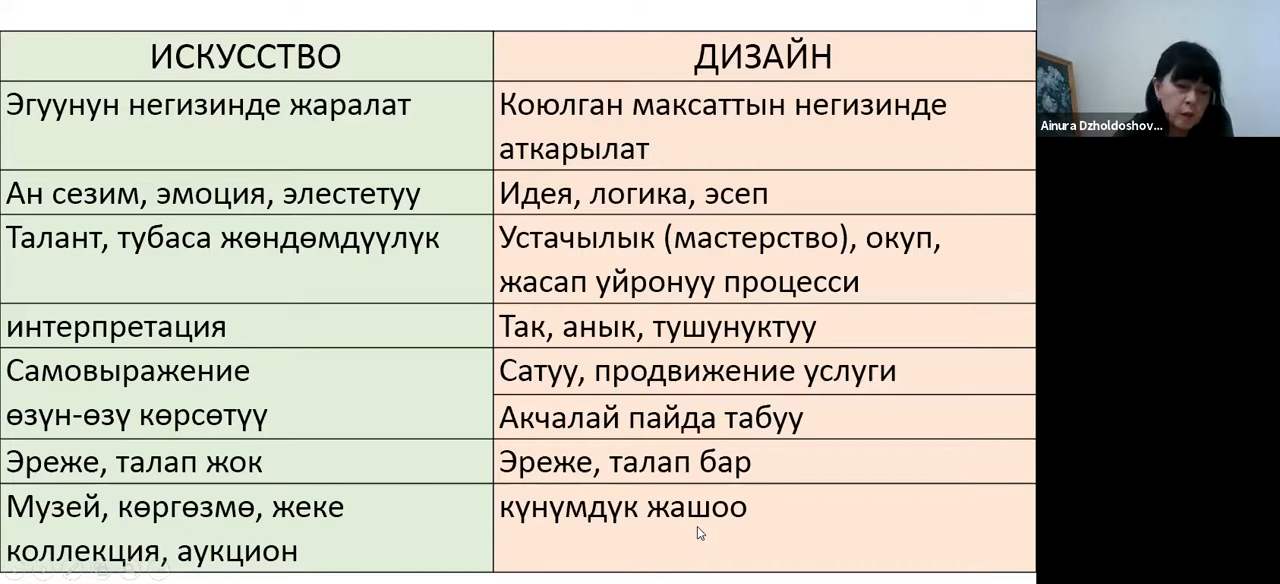 ИСКУССТВО
ДИЗАЙН
Эгуунун негизинде жаралат
Коюлган максаттын негизинде
аткарылат
Ан сезим, эмоция, элестетуу
Идея, логика, эсеп
Талант, тубаса жөндөмдүүлүк
Устачылык (мастерство), окуп,
жасап уйронуу процесси
интерпретация
Так, анык, тушунуктуу
Самовыражение
өзүн-өзү көрсөтүү
Сатуу, продвижение услуги
Акчалай пайда табуу
Эреже, талап жок
Эреже, талап бар
Музей, көргөзмө, жеке
коллекция, аукцион
күнүмдүк жашоо
Ainura Dzholdoshov...